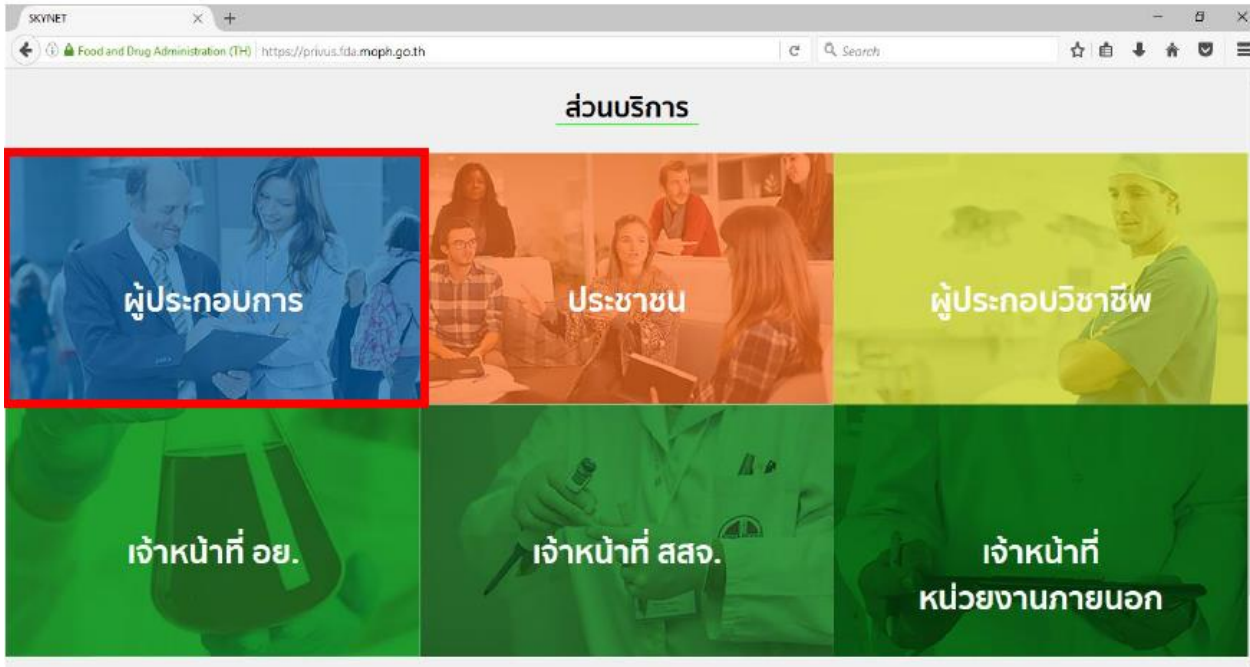 SKYNET
Food and Drug Administration (TH) https://privus.fda.moph.go.th
Search
ส่วนบริการ
ผู้ประกอบการ
ประชาชน
ผู้ประกอบวิชาชีพ
เจ้าหน้าที่ อย.
เจ้าหน้าที่ สสจ.
เจ้าหน้าที่
หน่วยงานภายนอก